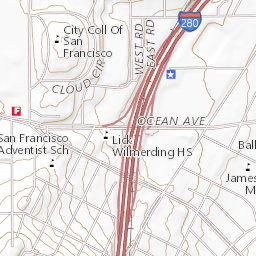 City Coll Of
San
Francisco
280
WEST RD
EAST RD
CLOUD CIR
F
OCEAN AVE
San Francisco
Adventist Sch
Lick
Wilmerding HS
Ball
James
M